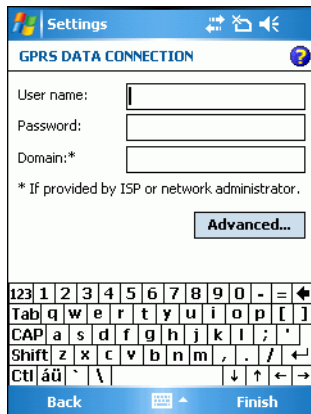 Settings
GPRS DATA CONNECTION
?
User name:
Password:
Domain:*
* If provided by ISP or network administrator.
Advanced...
123 1 2 3 4 5 6 7 8 9 0 - =
Tab q w e r t y u i o p [ ]
CAP a s d f g h j k l ; '
Shift z x c v b n m , . /
Ctl áü ` \
Back Finish